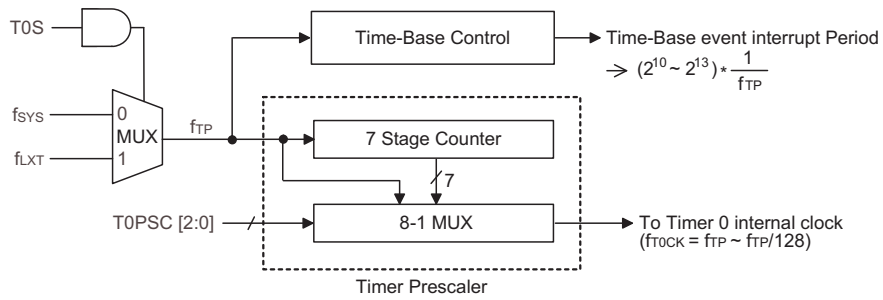 T0S
Time-Base Control
Time-Base event interrupt Period
→ (2^10 ~ 2^13) * 1/fTP
fSYS
0
MUX
fTP
fLXT
1
7 Stage Counter
7
T0PSC [2:0]
8-1 MUX
To Timer 0 internal clock
(fT0CK = fTP ~ fTP/128)
Timer Prescaler